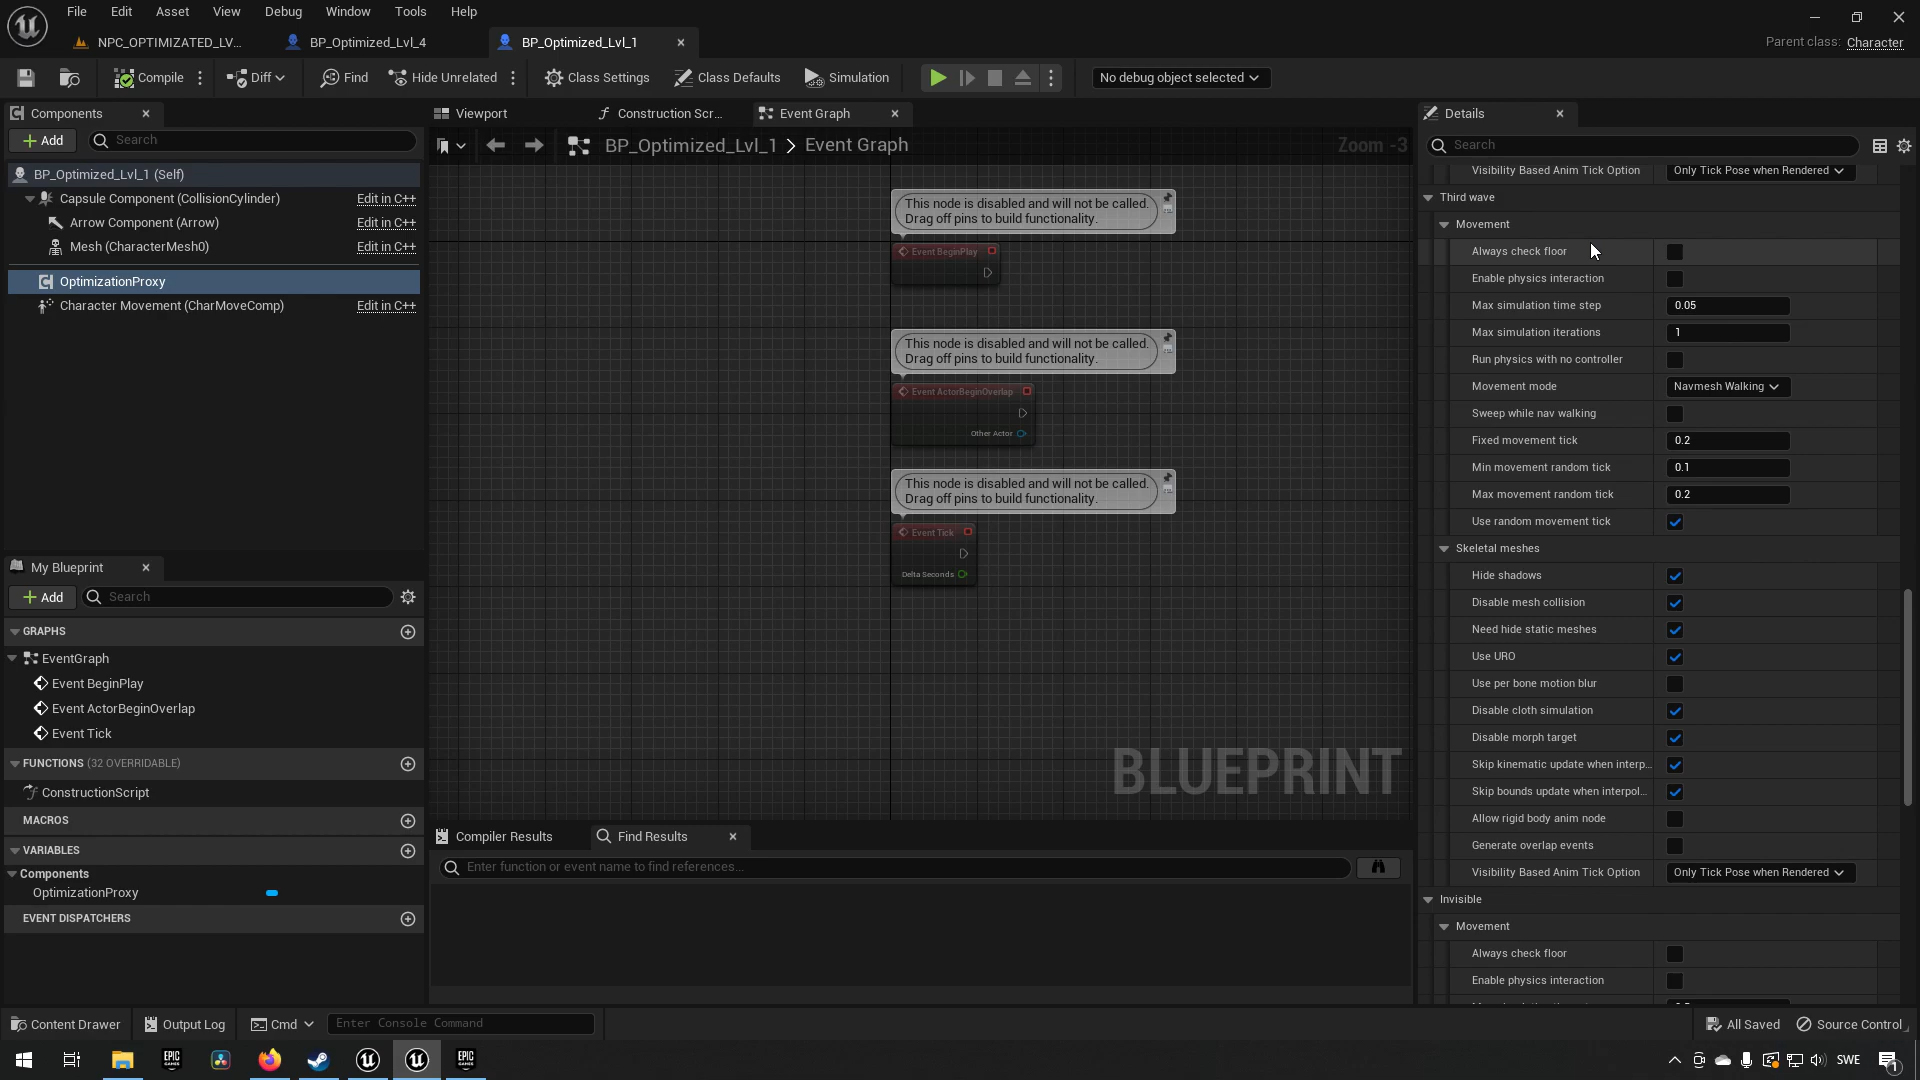 File Edit Asset View Debug Window Tools Help
NPC_OPTIMIZATED_LV... BP_Optimized_Lvl_4 BP_Optimized_Lvl_1
Parent class: Character
Compile Diff Find Hide Unrelated Class Settings Class Defaults Simulation No debug object selected
Components
Add Search
BP_Optimized_Lvl_1 (Self)
Capsule Component (CollisionCylinder) Edit in C++
Arrow Component (Arrow) Edit in C++
Mesh (CharacterMesh0) Edit in C++
OptimizationProxy
Character Movement (CharMoveComp) Edit in C++
My Blueprint
Add Search
GRAPHS
EventGraph
Event BeginPlay
Event ActorBeginOverlap
Event Tick
FUNCTIONS (32 OVERRIDABLE)
ConstructionScript
MACROS
VARIABLES
Components
OptimizationProxy
EVENT DISPATCHERS
Viewport Construction Scr... Event Graph
BP_Optimized_Lvl_1 > Event Graph
Zoom -3
This node is disabled and will not be called.
Drag off pins to build functionality.
Event BeginPlay
This node is disabled and will not be called.
Drag off pins to build functionality.
Event ActorBeginOverlap
Other Actor
This node is disabled and will not be called.
Drag off pins to build functionality.
Event Tick
Delta Seconds
BLUEPRINT
Compiler Results Find Results
Enter function or event name to find references...
Details
Search
Visibility Based Anim Tick Option Only Tick Pose when Rendered
Third wave
Movement
Always check floor
Enable physics interaction
Max simulation time step 0.05
Max simulation iterations 1
Run physics with no controller
Movement mode Navmesh Walking
Sweep while nav walking
Fixed movement tick 0.2
Min movement random tick 0.1
Max movement random tick 0.2
Use random movement tick
Skeletal meshes
Hide shadows
Disable mesh collision
Need hide static meshes
Use URO
Use per bone motion blur
Disable cloth simulation
Disable morph target
Skip kinematic update when interp...
Skip bounds update when interpol...
Allow rigid body anim node
Generate overlap events
Visibility Based Anim Tick Option Only Tick Pose when Rendered
Invisible
Movement
Always check floor
Enable physics interaction
Content Drawer Output Log Cmd Enter Console Command
All Saved Source Control
EPIC GAMES EPIC GAMES
SWE 1